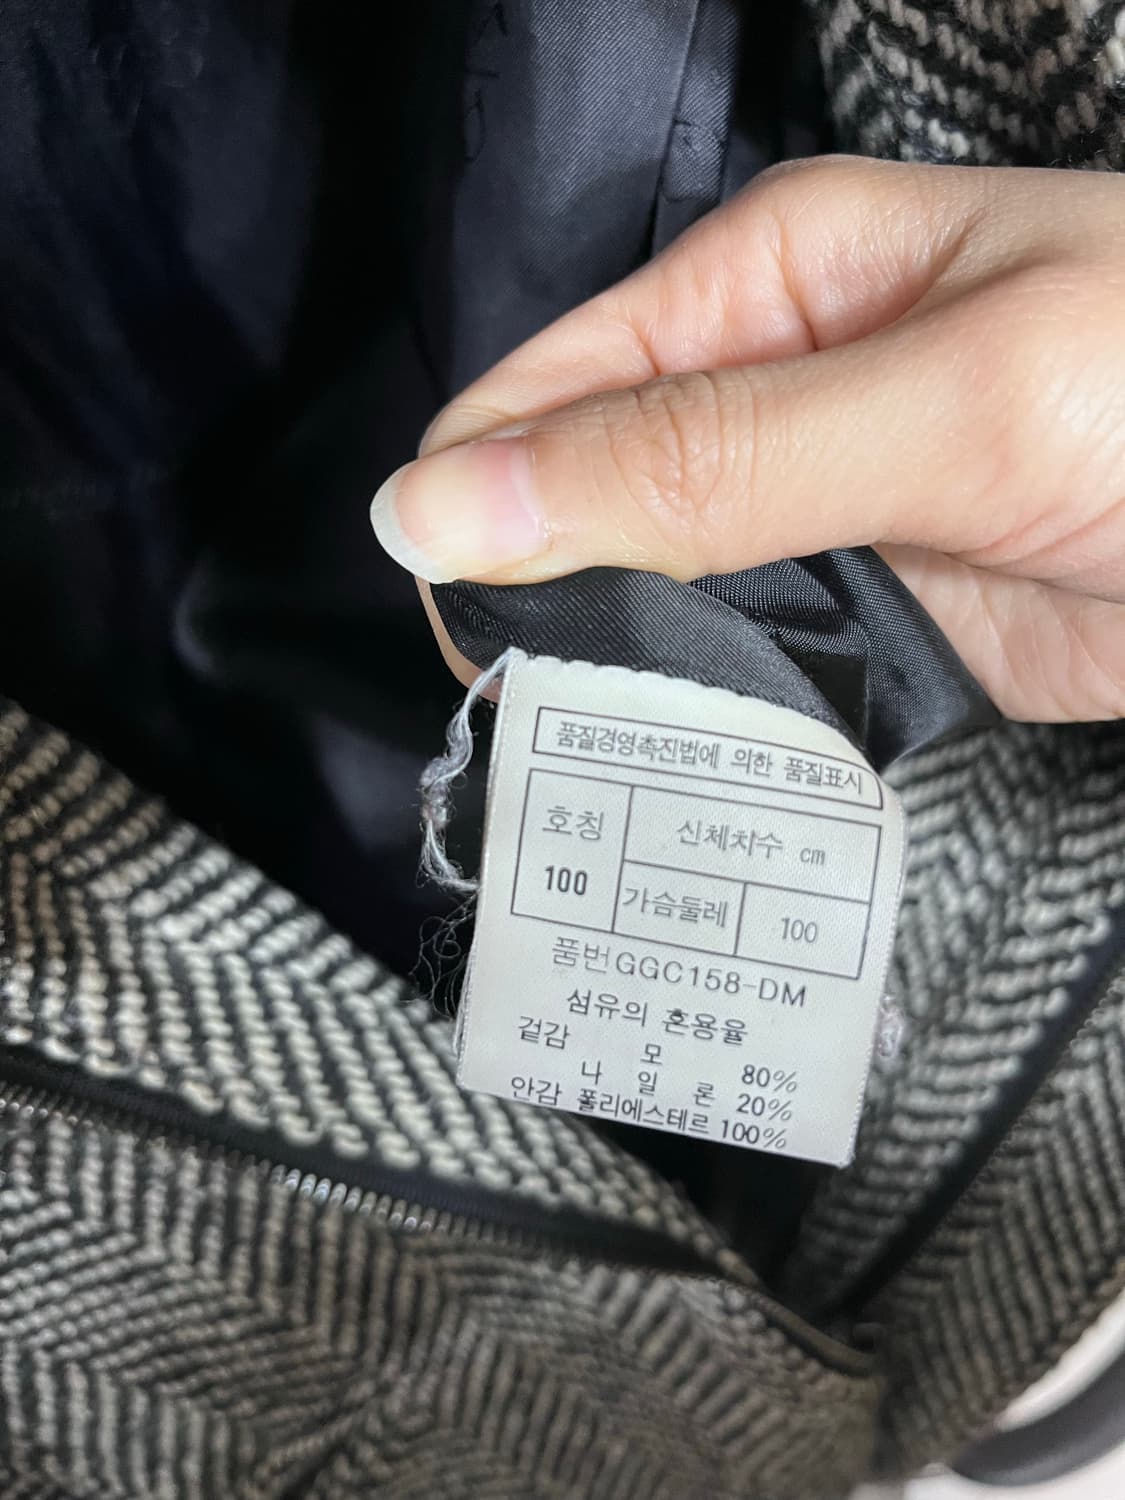 품질경영촉진법에 의한 품질표시
호칭 신체차수 cm
100 가슴둘레 100
품번GGC158-DM
섬유의 혼용율
겉감 모 80%
나 일 론 20%
안감 폴리에스테르 100%